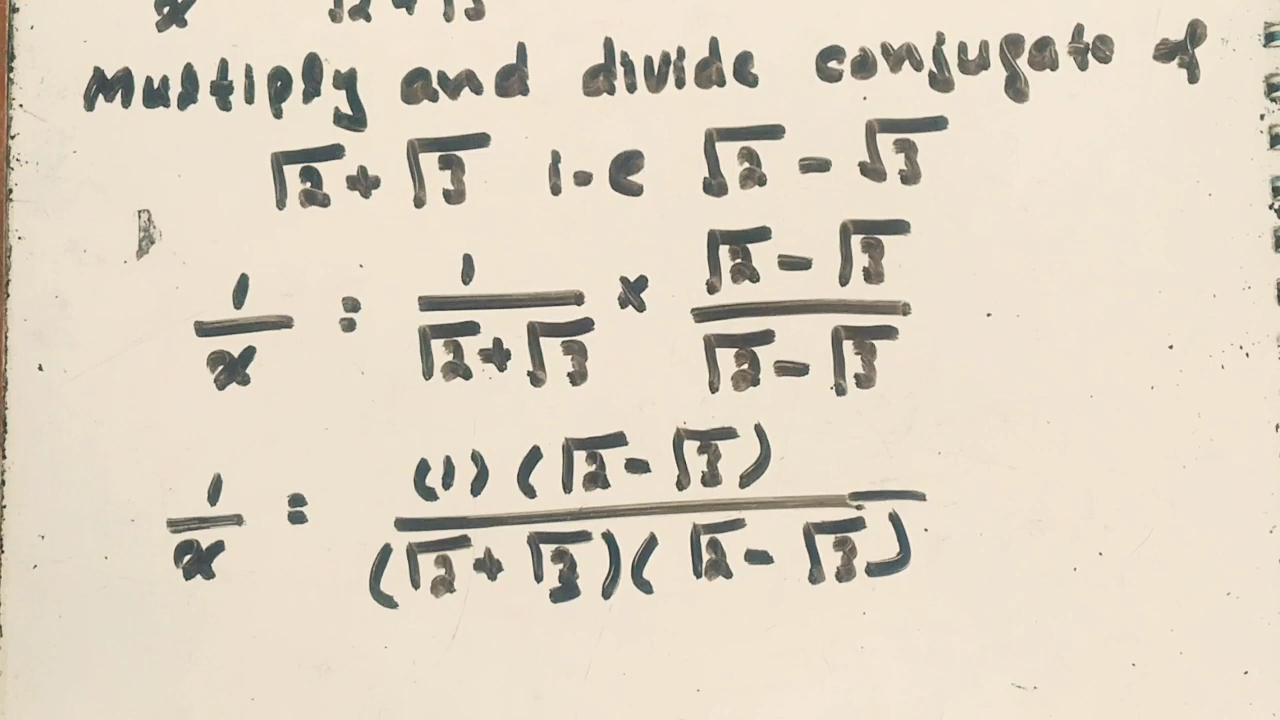 Multiply and divide conjugate of
√2 + √3 i.e √2 - √3
1/x = 1/(√2 + √3) × (√2 - √3)/(√2 - √3)
1/x = (1)(√2 - √3)/(√2 + √3)(√2 - √3)